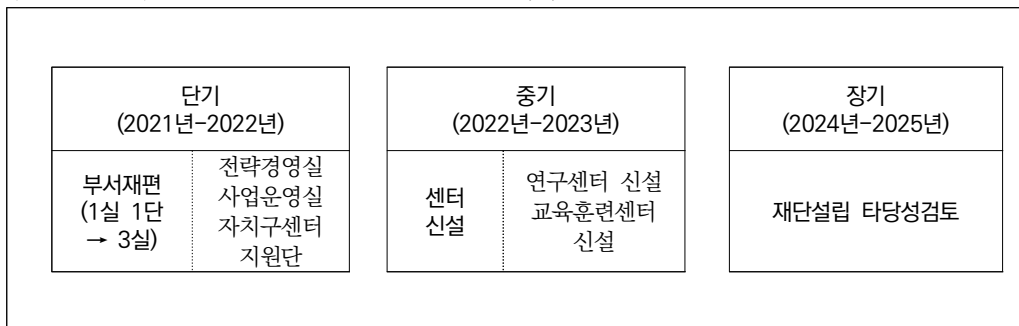 단기
(2021년-2022년)
부서재편
(1실 1단
→ 3실)
전략경영실
사업운영실
자치구센터
지원단
중기
(2022년-2023년)
센터
신설
연구센터 신설
교육훈련센터
신설
장기
(2024년-2025년)
재단설립 타당성검토